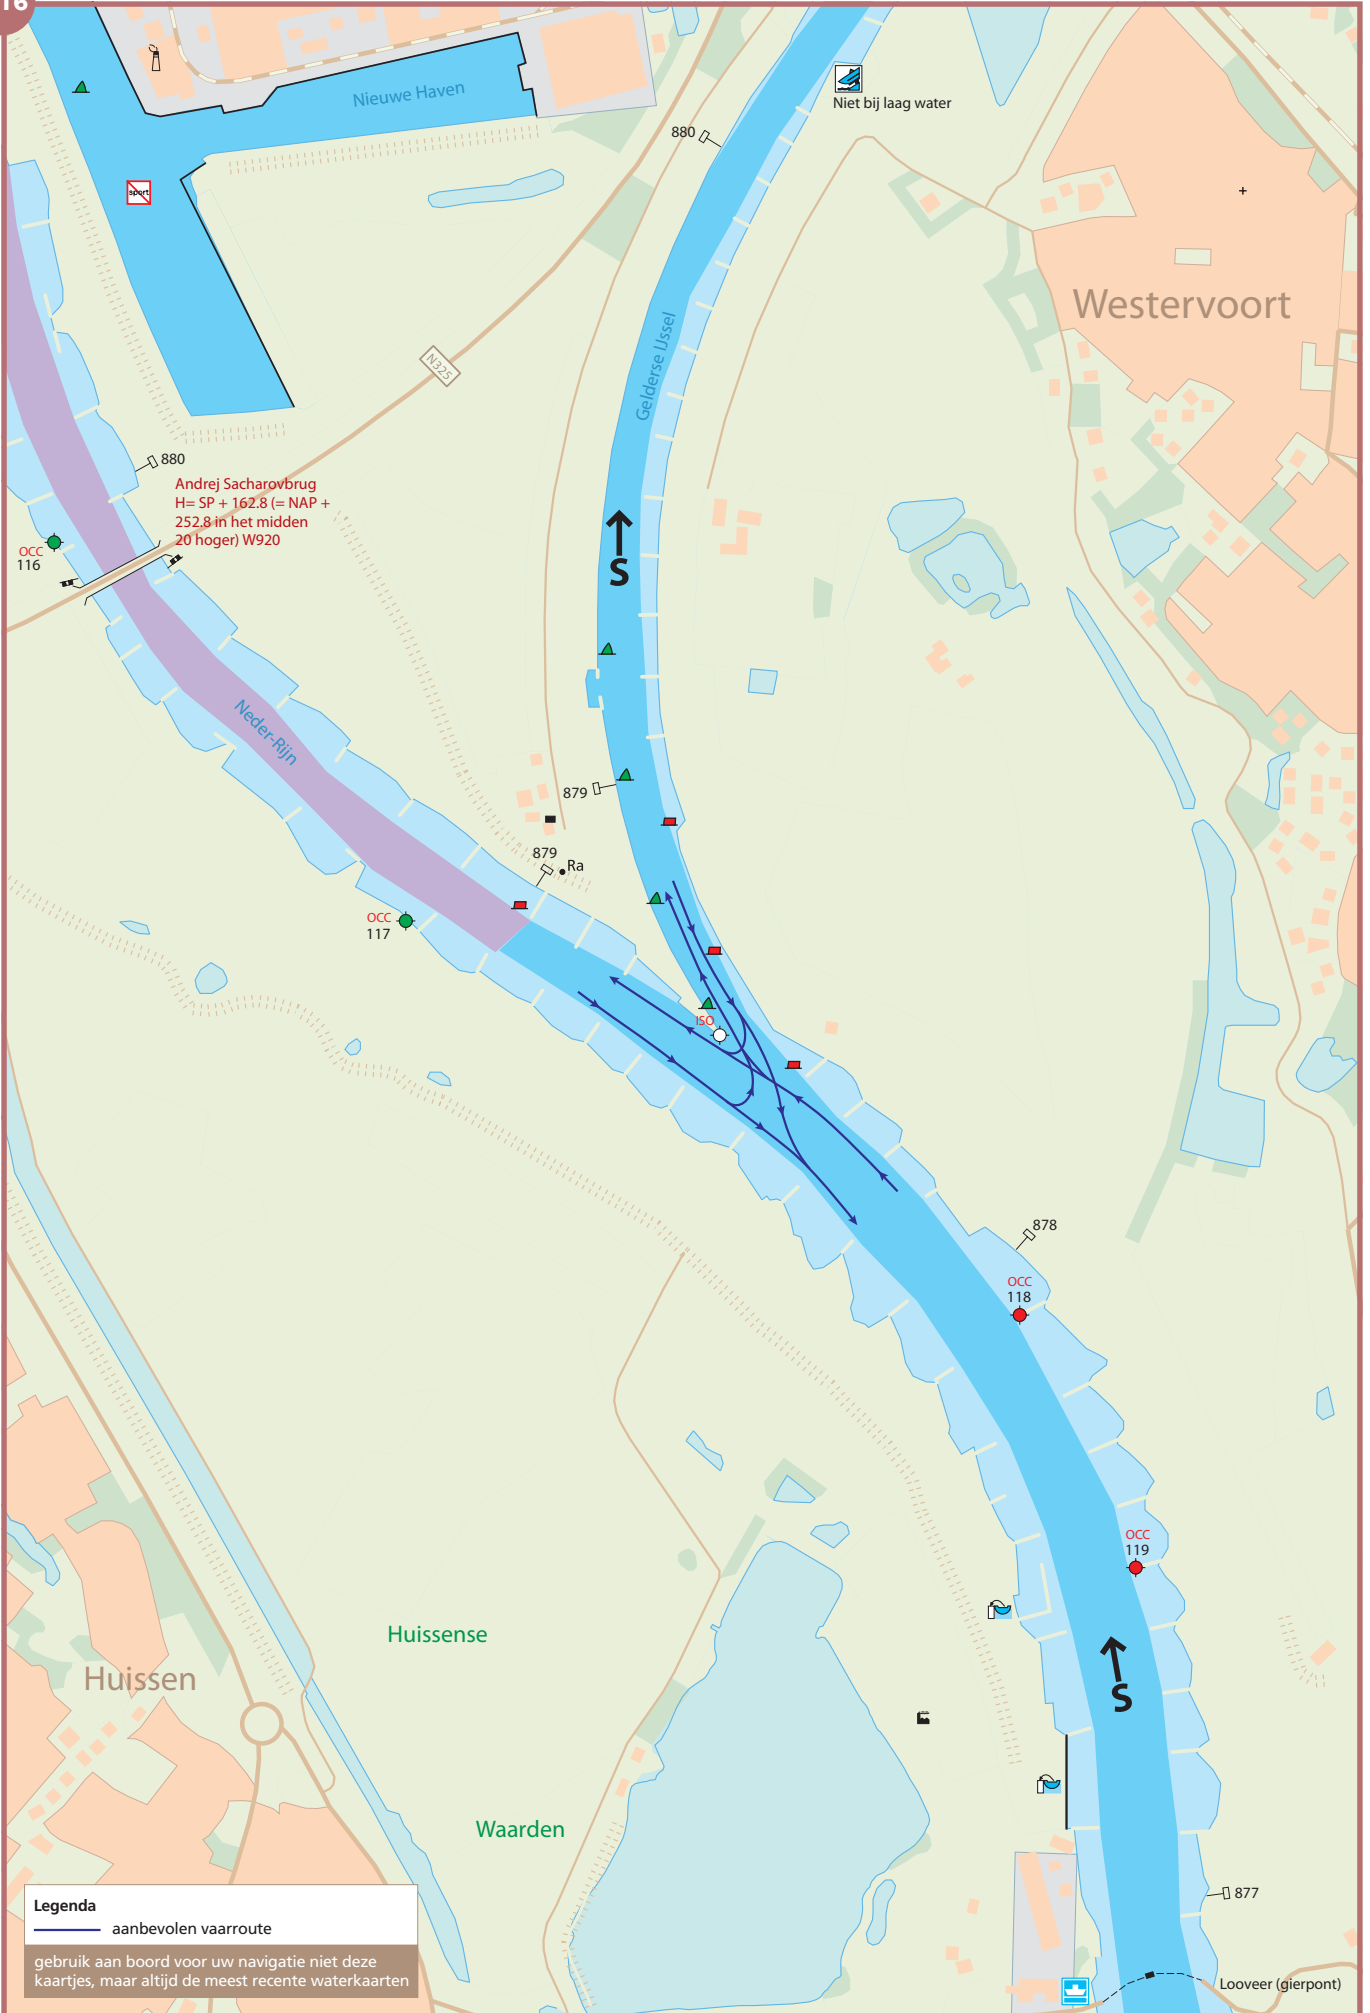 16
Nieuwe Haven
Niet bij laag water
880
sport
Westervoort
Gelderse IJssel
N325
880
Andrej Sacharovbrug
H= SP + 162.8 (= NAP +
252.8 in het midden
20 hoger) W920
OCC
116
S
Neder-Rijn
879
879
Ra
OCC
117
ISO
878
OCC
118
OCC
119
Huissense
Huissen
S
Waarden
877
Looveer (gierpont)
Legenda
aanbevolen vaarroute
gebruik aan boord voor uw navigatie niet deze
kaartjes, maar altijd de meest recente waterkaarten